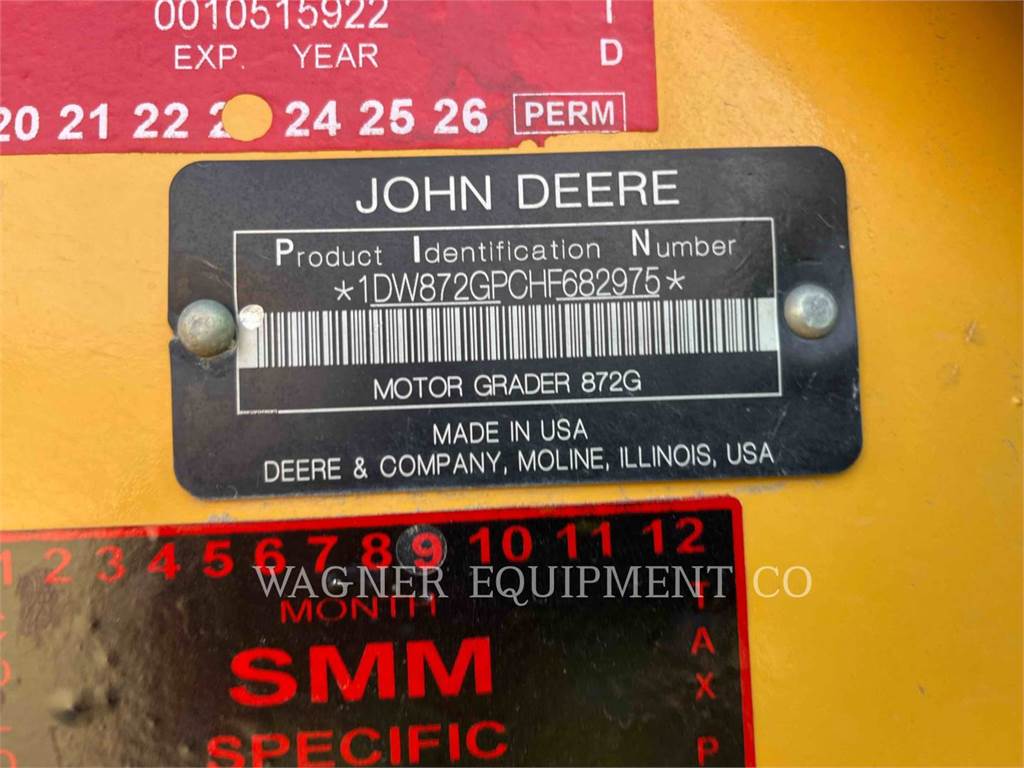 0010515922
T
EXP. YEAR
D
20 21 22 24 25 26 PERM
JOHN DEERE
Product Identification Number
*1DW872GPCHF682975*
MOTOR GRADER 872G
MADE IN USA
DEERE & COMPANY, MOLINE, ILLINOIS, USA
1 2 3 4 5 6 7 8 9 10 11 12
WAGNER EQUIPMENT CO
MONTH
SMM
SPECIFIC
T
A
X
P